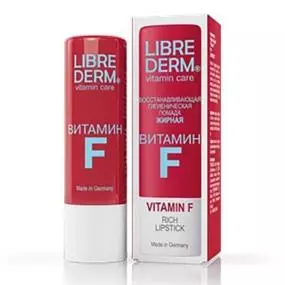 LIBRE
DERM®
vitamin care
ВИТАМИН
F
Made in Germany
LIBRE
DERM®
vitamin care
ВОССТАНАВЛИВАЮЩАЯ
ГИГИЕНИЧЕСКАЯ
ПОМАДА
ЖИРНАЯ
ВИТАМИН
F
VITAMIN F
RICH
LIPSTICK
Made in Germany